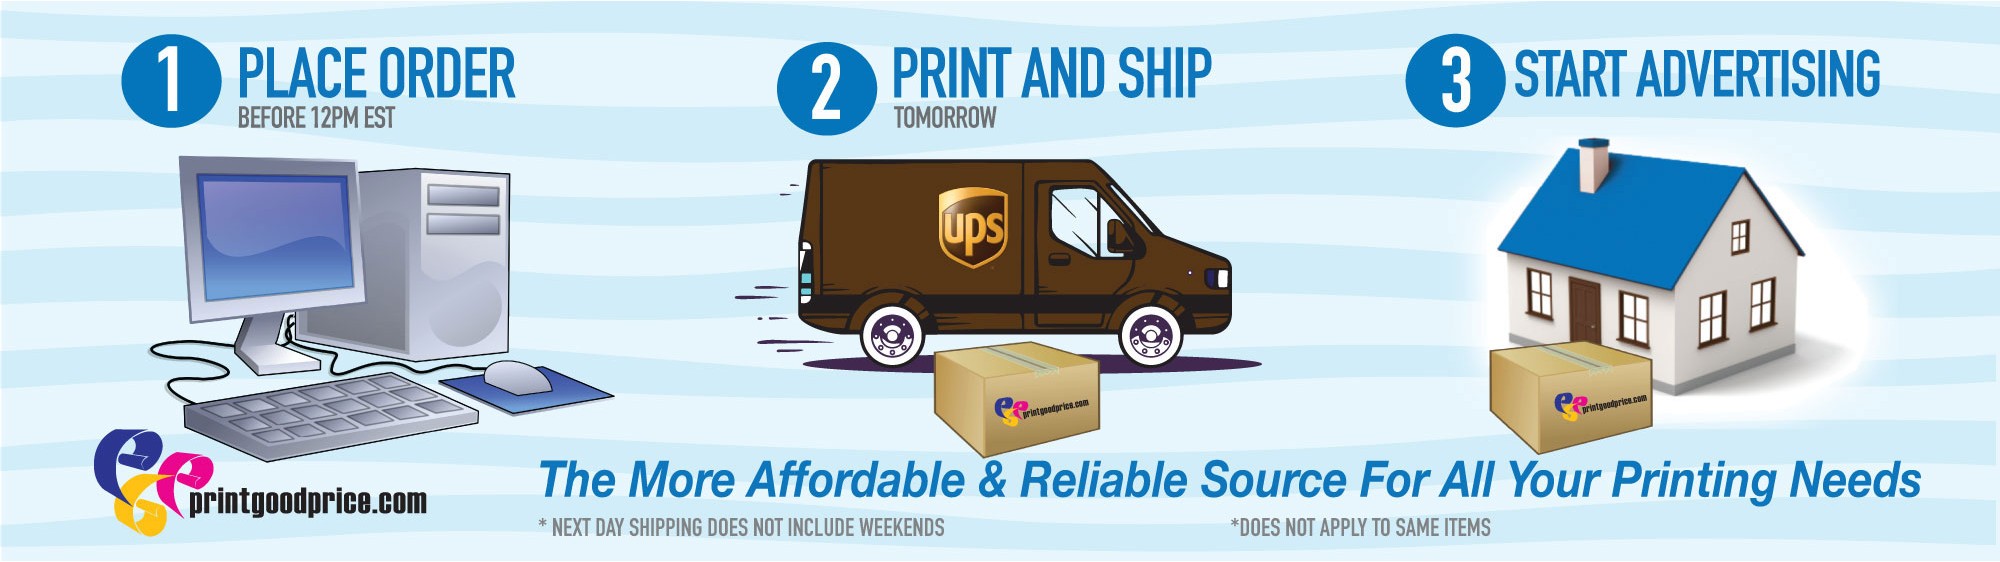 1 PLACE ORDER
BEFORE 12PM EST
2 PRINT AND SHIP
TOMORROW
3 START ADVERTISING
ups
printgoodprice.com
printgoodprice.com
printgoodprice.com
The More Affordable & Reliable Source For All Your Printing Needs
* NEXT DAY SHIPPING DOES NOT INCLUDE WEEKENDS
*DOES NOT APPLY TO SAME ITEMS